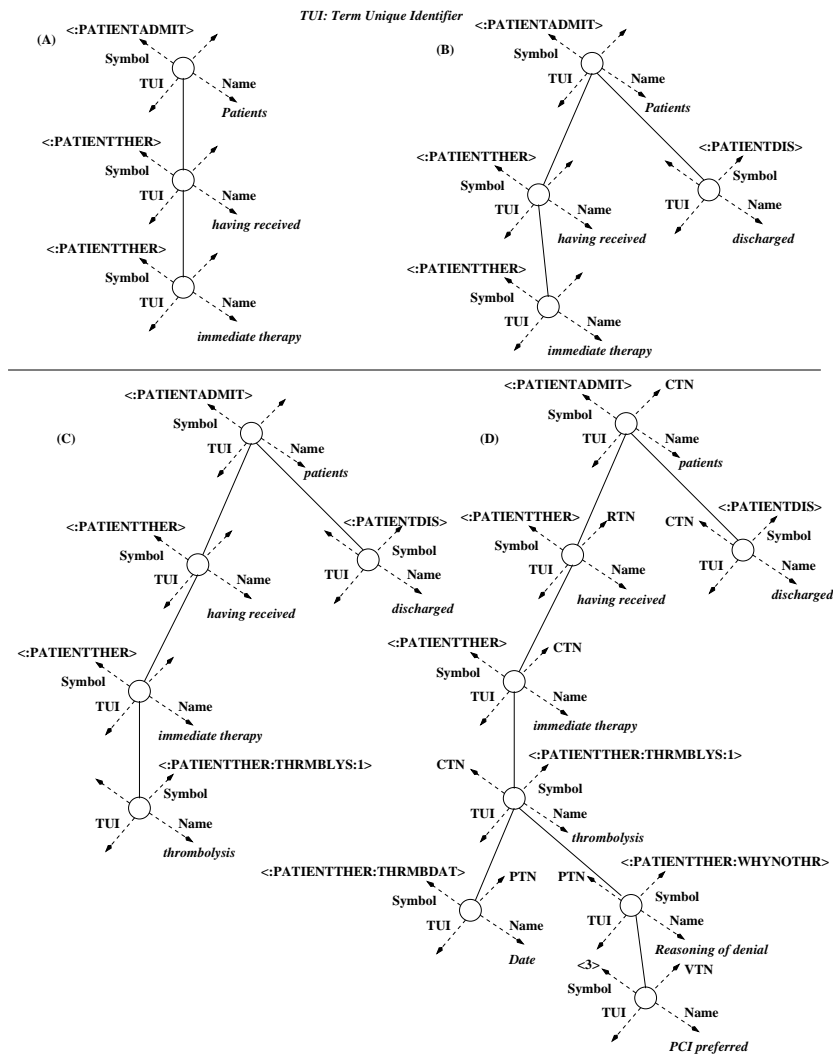 TUI: Term Unique Identifier
(A)
<:PATIENTADMIT>
Symbol
TUI
Name
Patients
<:PATIENTTHER>
Symbol
TUI
Name
having received
<:PATIENTTHER>
Symbol
TUI
Name
immediate therapy
(B)
<:PATIENTADMIT>
Symbol
TUI
Name
Patients
<:PATIENTTHER>
Symbol
TUI
Name
having received
<:PATIENTDIS>
Symbol
TUI
Name
discharged
<:PATIENTTHER>
Symbol
TUI
Name
immediate therapy
(C)
<:PATIENTADMIT>
Symbol
TUI
Name
patients
<:PATIENTTHER>
Symbol
TUI
Name
having received
<:PATIENTDIS>
Symbol
TUI
Name
discharged
<:PATIENTTHER>
Symbol
TUI
Name
immediate therapy
<:PATIENTTHER:THRMBLYS:1>
Symbol
TUI
Name
thrombolysis
(D)
<:PATIENTADMIT>
CTN
Symbol
TUI
Name
patients
<:PATIENTTHER>
RTN
Symbol
TUI
Name
having received
<:PATIENTDIS>
CTN
Symbol
TUI
Name
discharged
<:PATIENTTHER>
CTN
Symbol
TUI
Name
immediate therapy
<:PATIENTTHER:THRMBLYS:1>
CTN
Symbol
TUI
Name
thrombolysis
<:PATIENTTHER:THRMBDAT>
PTN
Symbol
TUI
Name
Date
<:PATIENTTHER:WHYNOTHR>
PTN
Symbol
TUI
Name
Reasoning of denial
<3>
VTN
Symbol
TUI
Name
PCI preferred